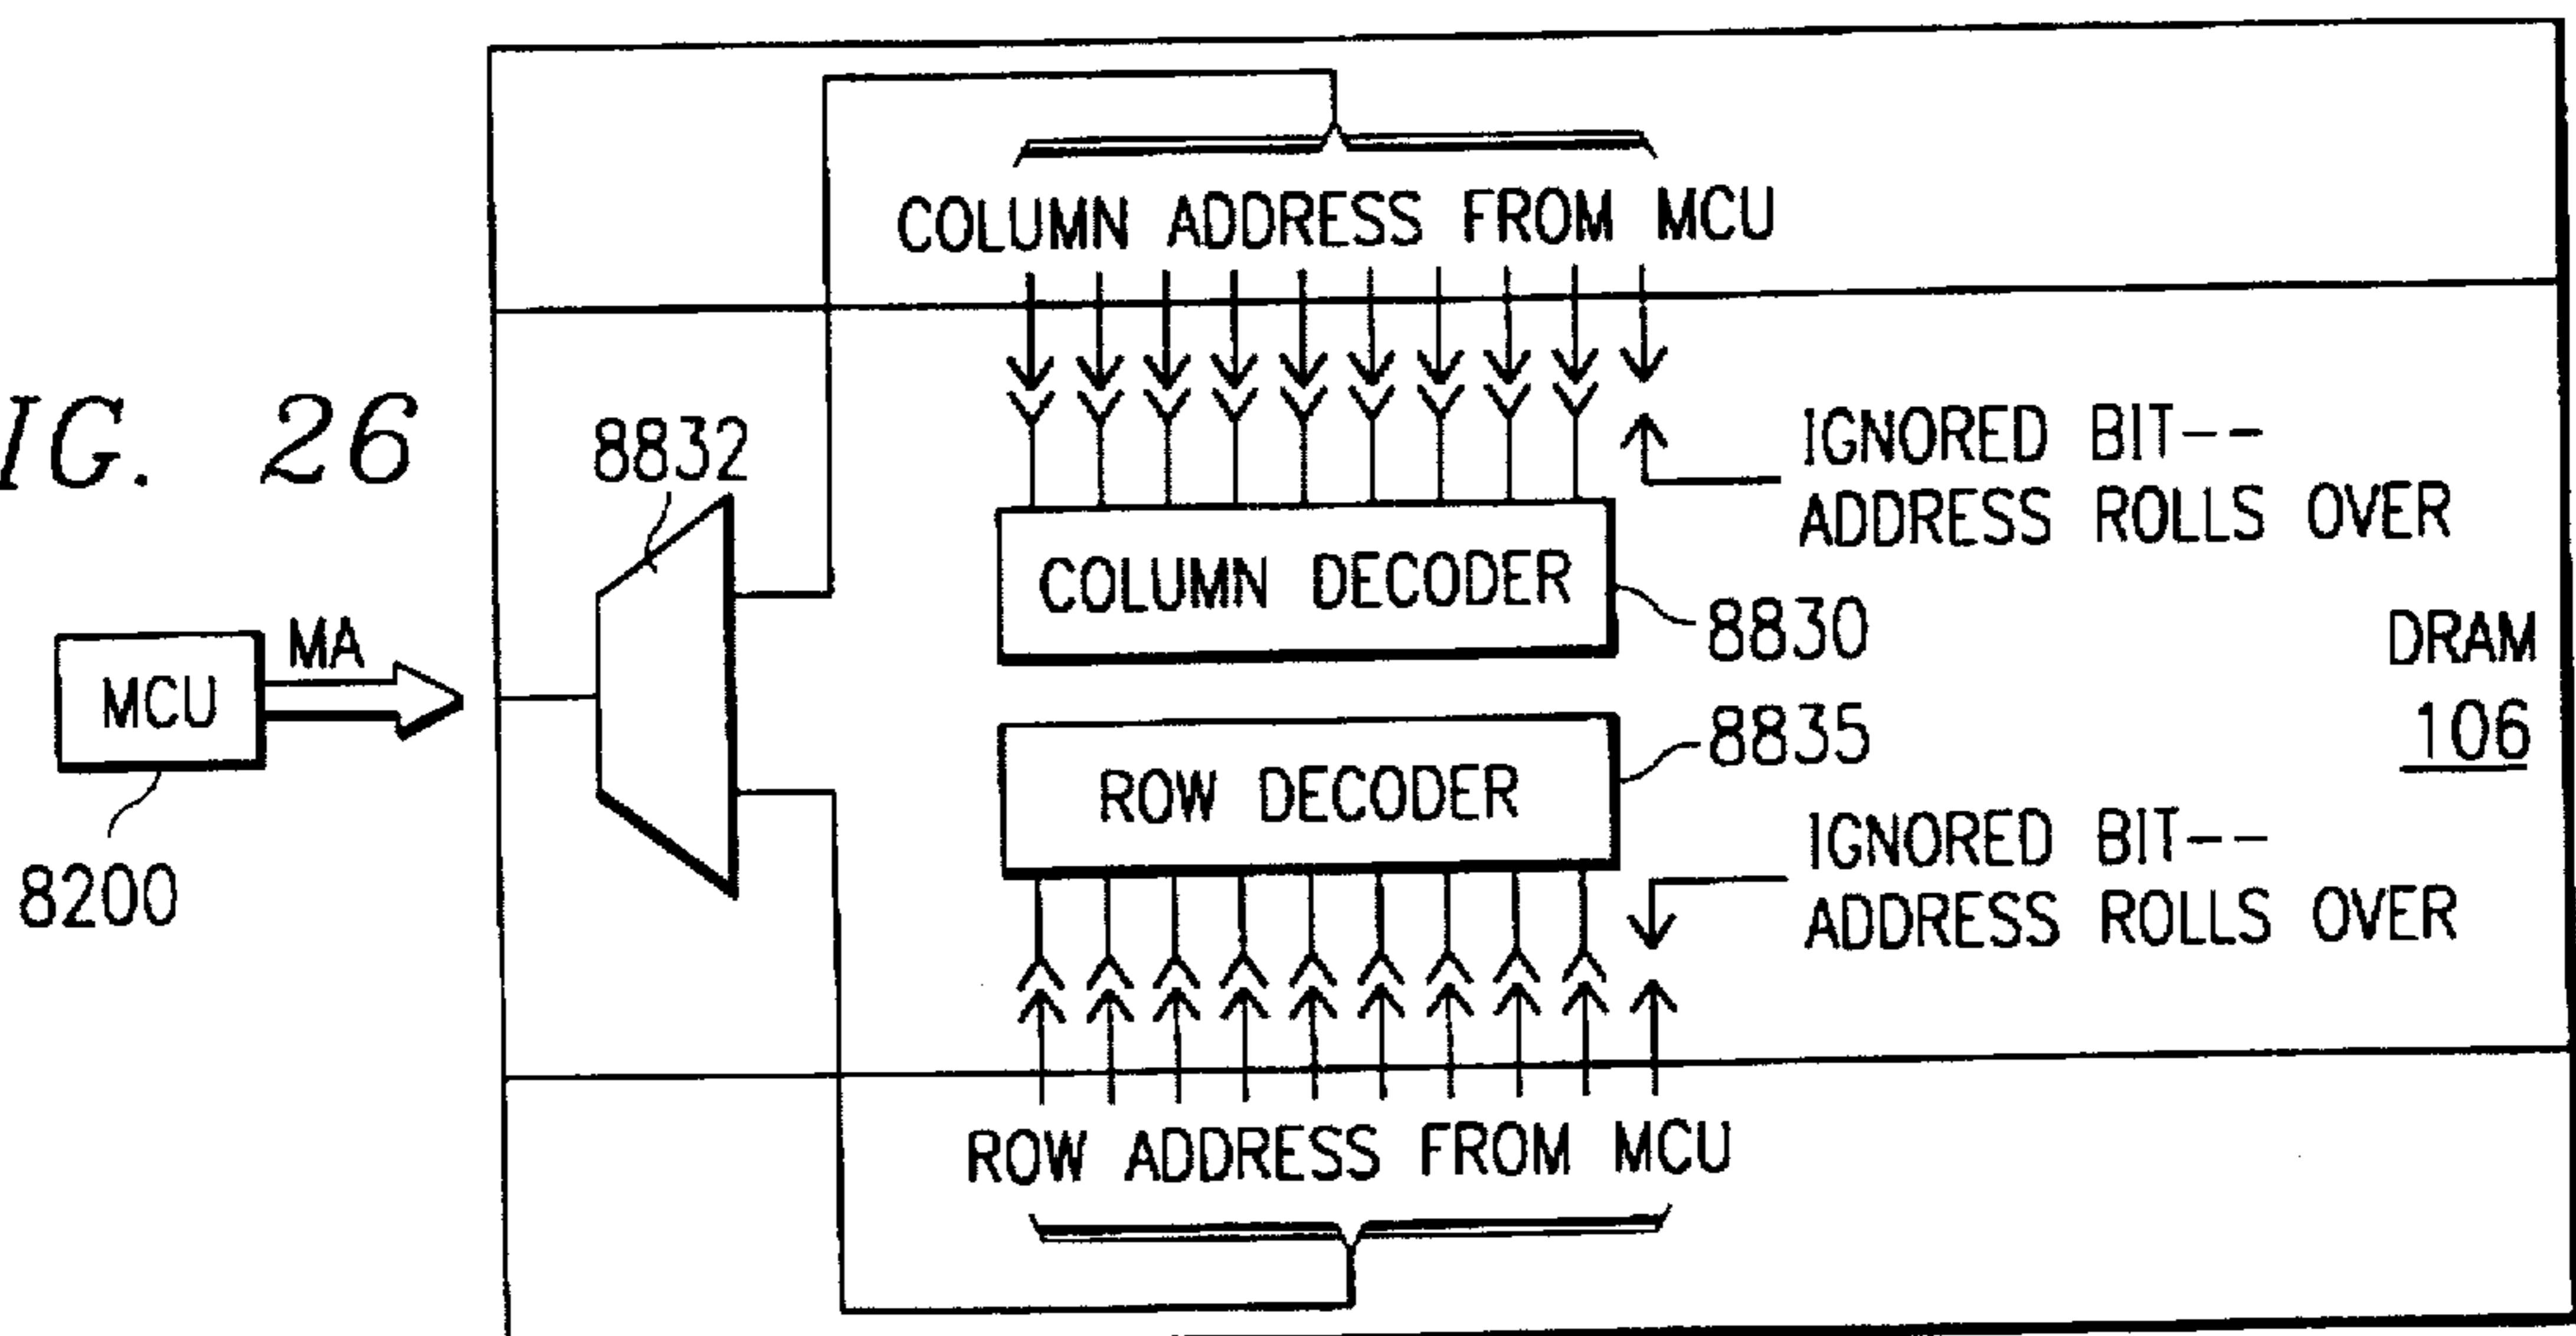 IG. 26
COLUMN ADDRESS FROM MCU
8832
IGNORED BIT--
ADDRESS ROLLS OVER
COLUMN DECODER
8830
MA
MCU
8200
DRAM
106
8835
ROW DECODER
IGNORED BIT--
ADDRESS ROLLS OVER
ROW ADDRESS FROM MCU